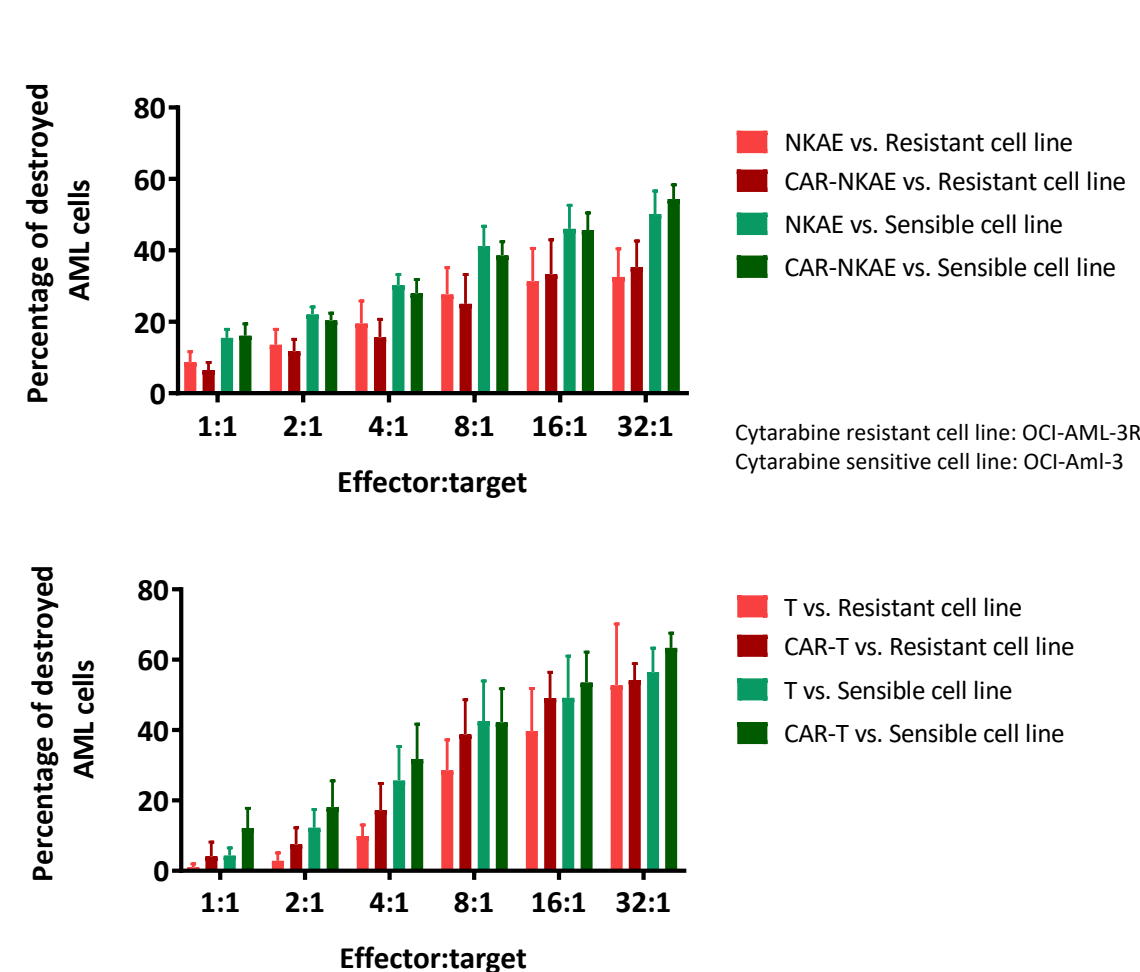 Percentage of destroyed
AML cells
80
60
40
20
0
1:1 2:1 4:1 8:1 16:1 32:1
Effector:target
NKAE vs. Resistant cell line
CAR-NKAE vs. Resistant cell line
NKAE vs. Sensible cell line
CAR-NKAE vs. Sensible cell line
Cytarabine resistant cell line: OCI-AML-3R
Cytarabine sensitive cell line: OCI-Aml-3
Percentage of destroyed
AML cells
80
60
40
20
0
1:1 2:1 4:1 8:1 16:1 32:1
Effector:target
T vs. Resistant cell line
CAR-T vs. Resistant cell line
T vs. Sensible cell line
CAR-T vs. Sensible cell line